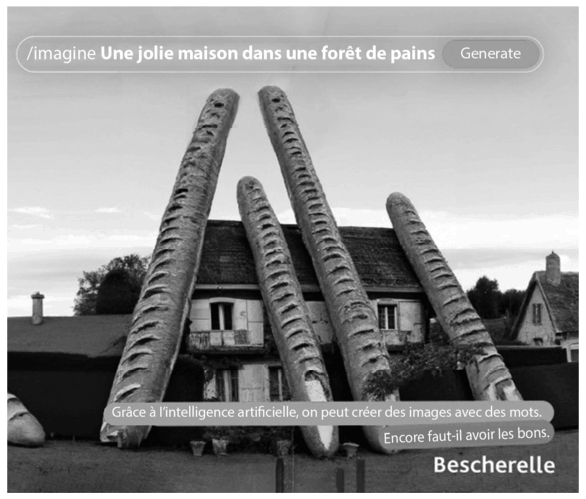 /imagine Une jolie maison dans une forêt de pains Generate
Grâce à l'intelligence artificielle, on peut créer des images avec des mots.
Encore faut-il avoir les bons.
Bescherelle